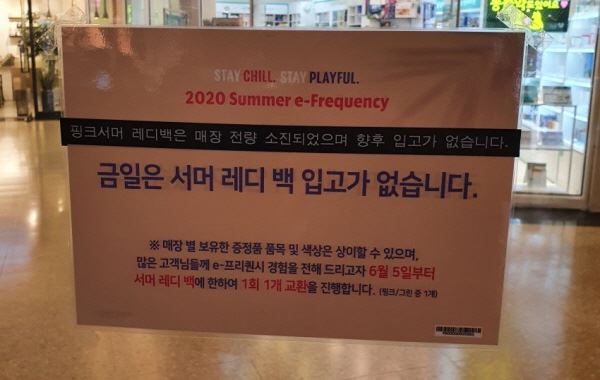 STAY CHILL. STAY PLAYFUL.
2020 Summer e-Frequency
핑크서머 레디백은 매장 전량 소진되었으며 향후 입고가 없습니다.
금일은 서머 레디 백 입고가 없습니다.
※ 매장 별 보유한 증정품 품목 및 색상은 상이할 수 있으며,
많은 고객님들께 e-프리퀀시 경험을 전해 드리고자 6월 5일부터
서머 레디 백에 한하여 1회 1개 교환을 진행합니다. (핑크/그린 중 1개)